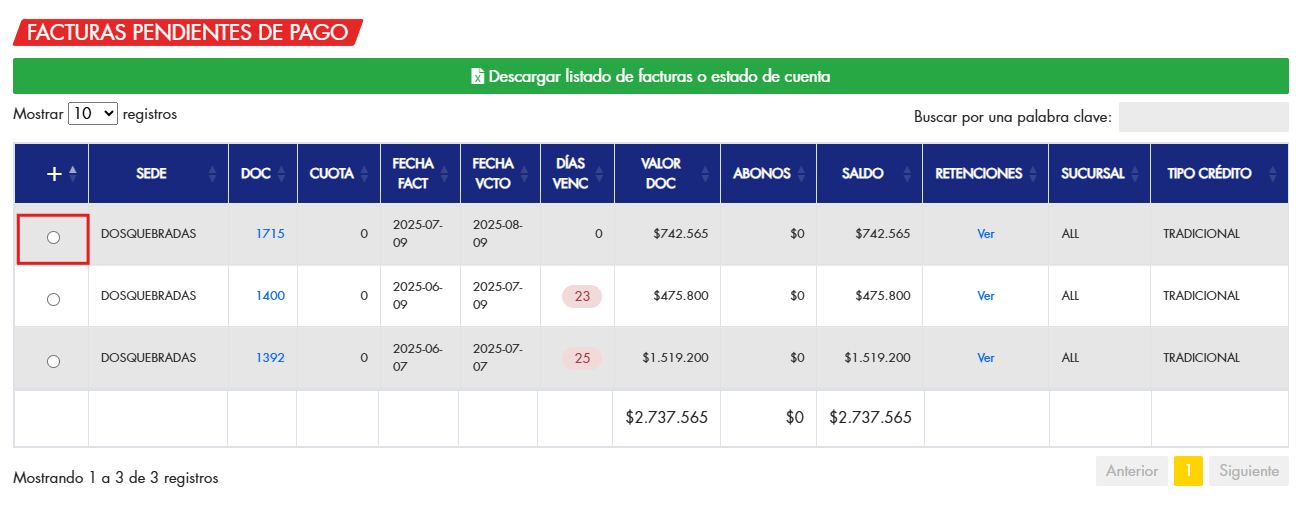 FACTURAS PENDIENTES DE PAGO
Descargar listado de facturas o estado de cuenta
Mostrar 10 registros Buscar por una palabra clave:
+ SEDE DOC CUOTA FECHA FACT FECHA VCTO DÍAS VENC VALOR DOC ABONOS SALDO RETENCIONES SUCURSAL TIPO CRÉDITO
DOSQUEBRADAS 1715 0 2025-07-09 2025-08-09 0 $742.565 $0 $742.565 Ver ALL TRADICIONAL
DOSQUEBRADAS 1400 0 2025-06-09 2025-07-09 23 $475.800 $0 $475.800 Ver ALL TRADICIONAL
DOSQUEBRADAS 1392 0 2025-06-07 2025-07-07 25 $1.519.200 $0 $1.519.200 Ver ALL TRADICIONAL
$2.737.565 $0 $2.737.565
Mostrando 1 a 3 de 3 registros Anterior 1 Siguiente